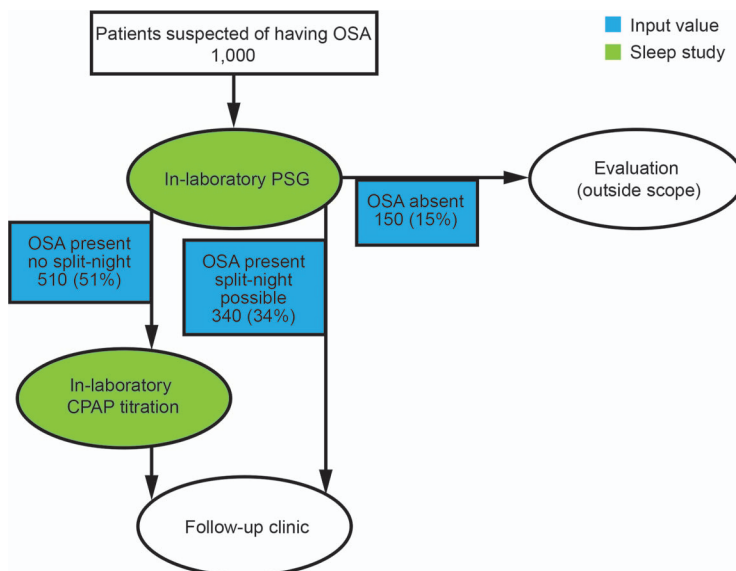 Patients suspected of having OSA
1,000
Input value
Sleep study
In-laboratory PSG
Evaluation
(outside scope)
OSA absent
150 (15%)
OSA present
no split-night
510 (51%)
OSA present
split-night
possible
340 (34%)
In-laboratory
CPAP titration
Follow-up clinic